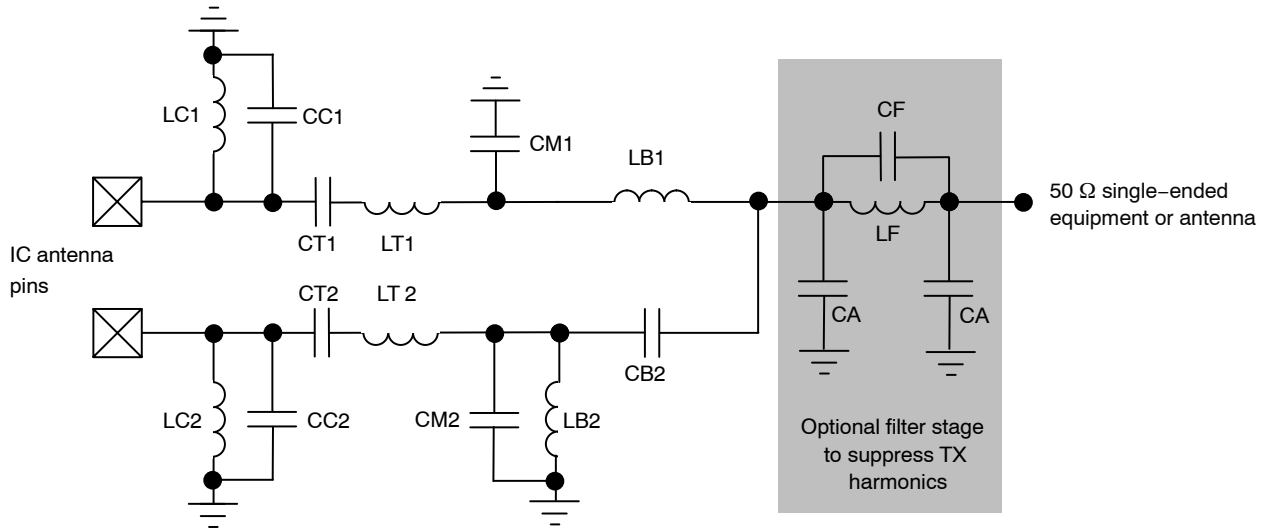 LC1
CC1
CM1
LB1
CF
50 Ω single−ended
equipment or antenna
LF
CT1
LT1
IC antenna
pins
CT2
LT 2
CA
CA
CB2
LC2
CC2
CM2
LB2
Optional filter stage
to suppress TX
harmonics